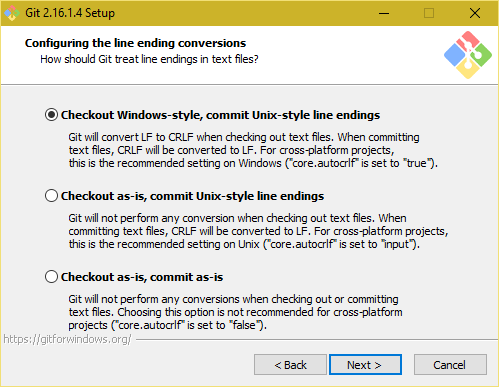 Git 2.16.1.4 Setup
Configuring the line ending conversions
How should Git treat line endings in text files?
Checkout Windows-style, commit Unix-style line endings
Git will convert LF to CRLF when checking out text files. When committing
text files, CRLF will be converted to LF. For cross-platform projects,
this is the recommended setting on Windows ("core.autocrlf" is set to "true").
Checkout as-is, commit Unix-style line endings
Git will not perform any conversion when checking out text files. When
committing text files, CRLF will be converted to LF. For cross-platform projects,
this is the recommended setting on Unix ("core.autocrlf" is set to "input").
Checkout as-is, commit as-is
Git will not perform any conversions when checking out or committing
text files. Choosing this option is not recommended for cross-platform
projects ("core.autocrlf" is set to "false").
https://gitforwindows.org/
< Back
Next >
Cancel